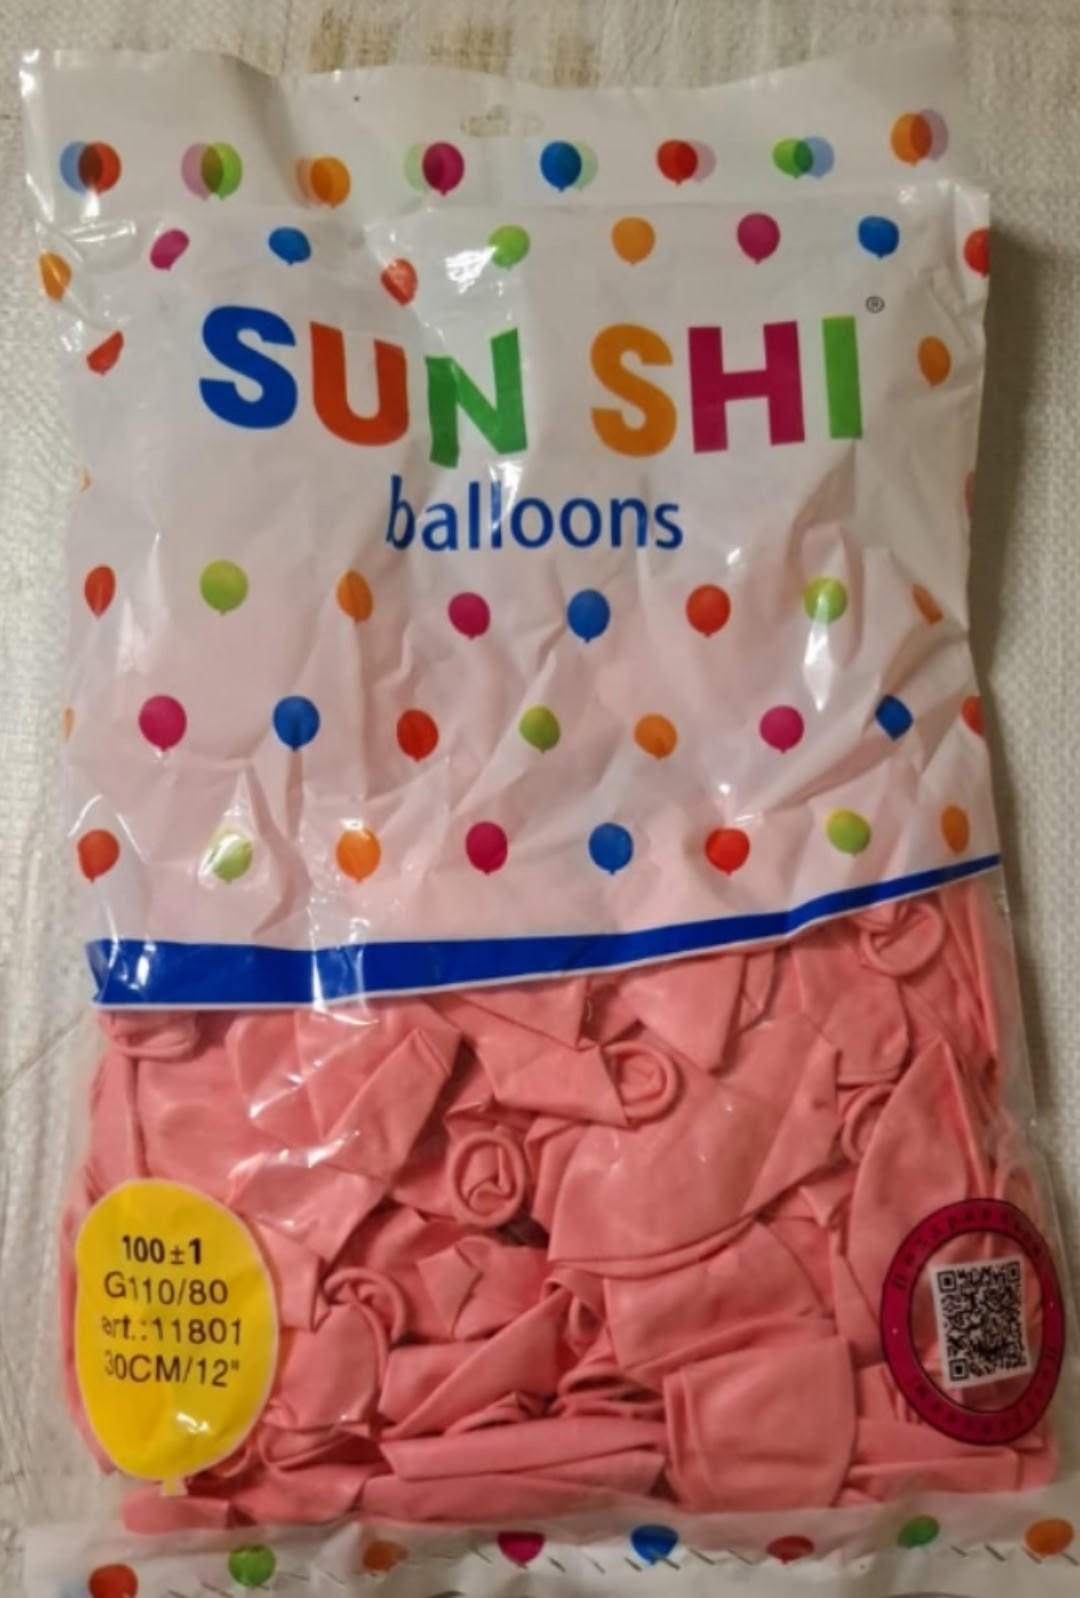 SUN SHI®
balloons
100±1
G110/80
art.:11801
30CM/12"